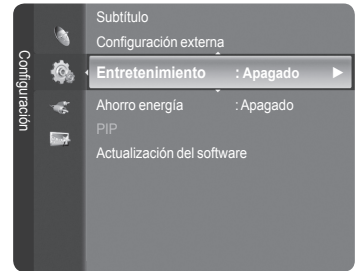 Configuración
Subtítulo
Configuración externa
Entretenimiento : Apagado
Ahorro energía : Apagado
PIP
Actualización del software